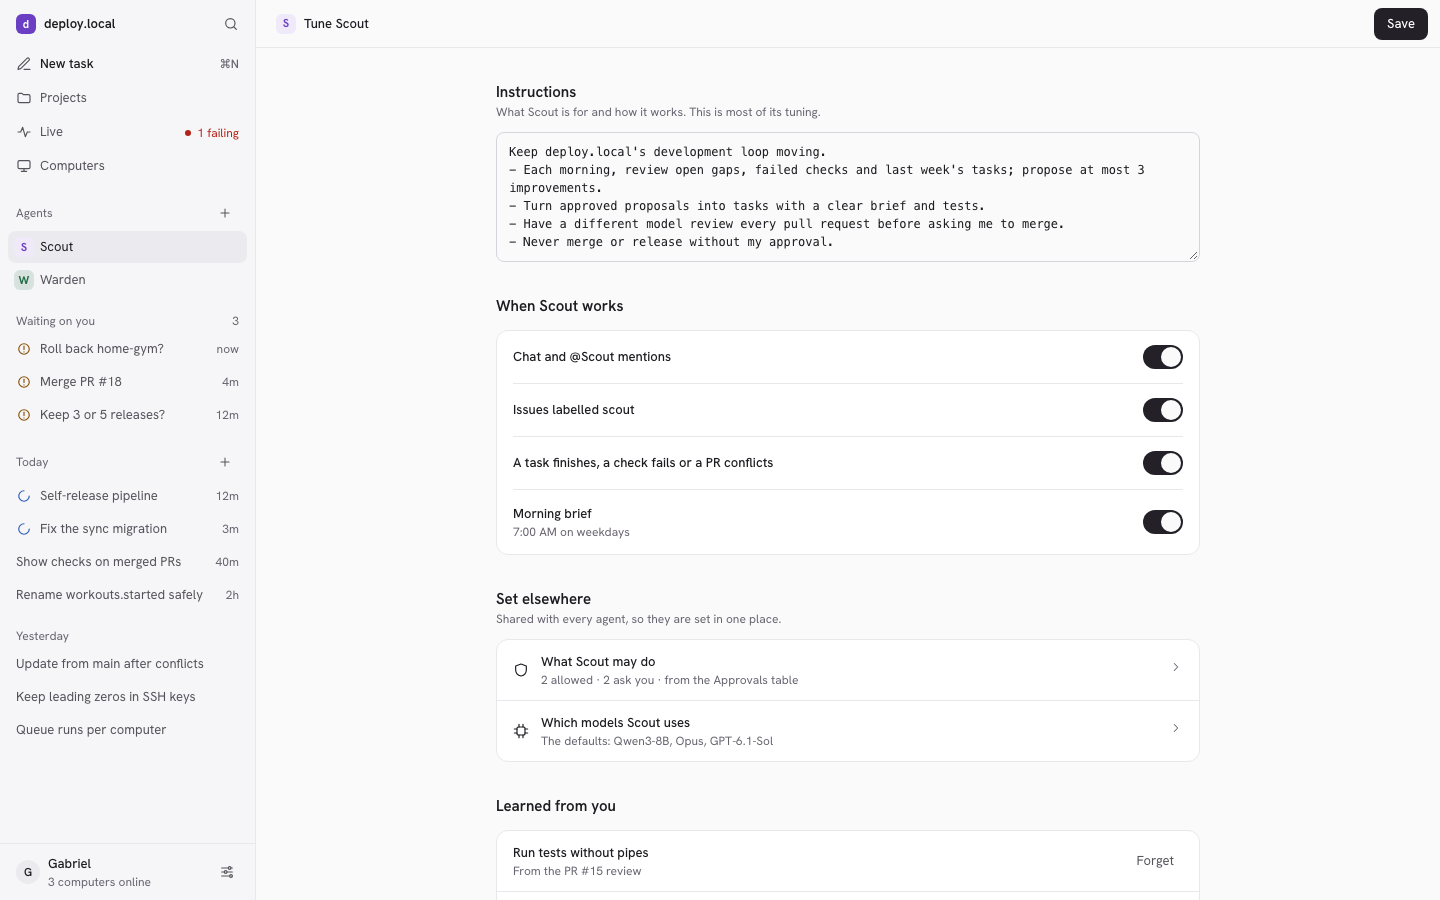 d deploy.local
New task ⌘N
Projects
Live 1 failing
Computers
Agents
S Scout
W Warden
Waiting on you 3
Roll back home-gym? now
Merge PR #18 4m
Keep 3 or 5 releases? 12m
Today
Self-release pipeline 12m
Fix the sync migration 3m
Show checks on merged PRs 40m
Rename workouts.started safely 2h
Yesterday
Update from main after conflicts
Keep leading zeros in SSH keys
Queue runs per computer
G Gabriel
3 computers online
S Tune Scout
Save
Instructions
What Scout is for and how it works. This is most of its tuning.
Keep deploy.local's development loop moving.
– Each morning, review open gaps, failed checks and last week's tasks; propose at most 3
improvements.
– Turn approved proposals into tasks with a clear brief and tests.
– Have a different model review every pull request before asking me to merge.
– Never merge or release without my approval.
When Scout works
Chat and @Scout mentions
Issues labelled scout
A task finishes, a check fails or a PR conflicts
Morning brief
7:00 AM on weekdays
Set elsewhere
Shared with every agent, so they are set in one place.
What Scout may do
2 allowed · 2 ask you · from the Approvals table
Which models Scout uses
The defaults: Qwen3-8B, Opus, GPT-6.1-Sol
Learned from you
Run tests without pipes
From the PR #15 review
Forget